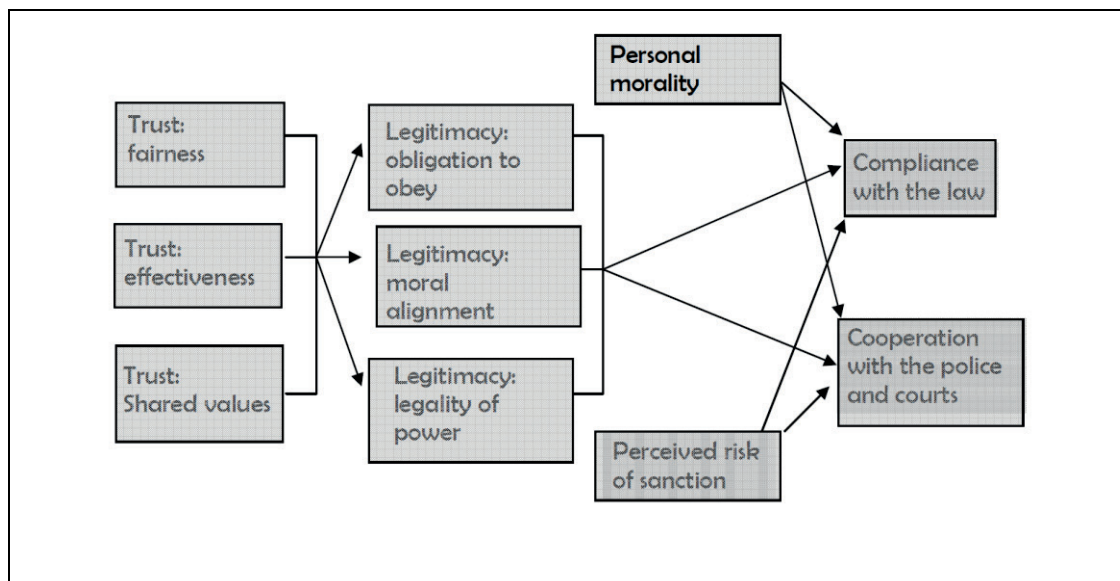 Trust:
fairness
Trust:
effectiveness
Trust:
Shared values
Legitimacy:
obligation to
obey
Legitimacy:
moral
alignment
Legitimacy:
legality of
power
Personal
morality
Perceived risk
of sanction
Compliance
with the law
Cooperation
with the police
and courts